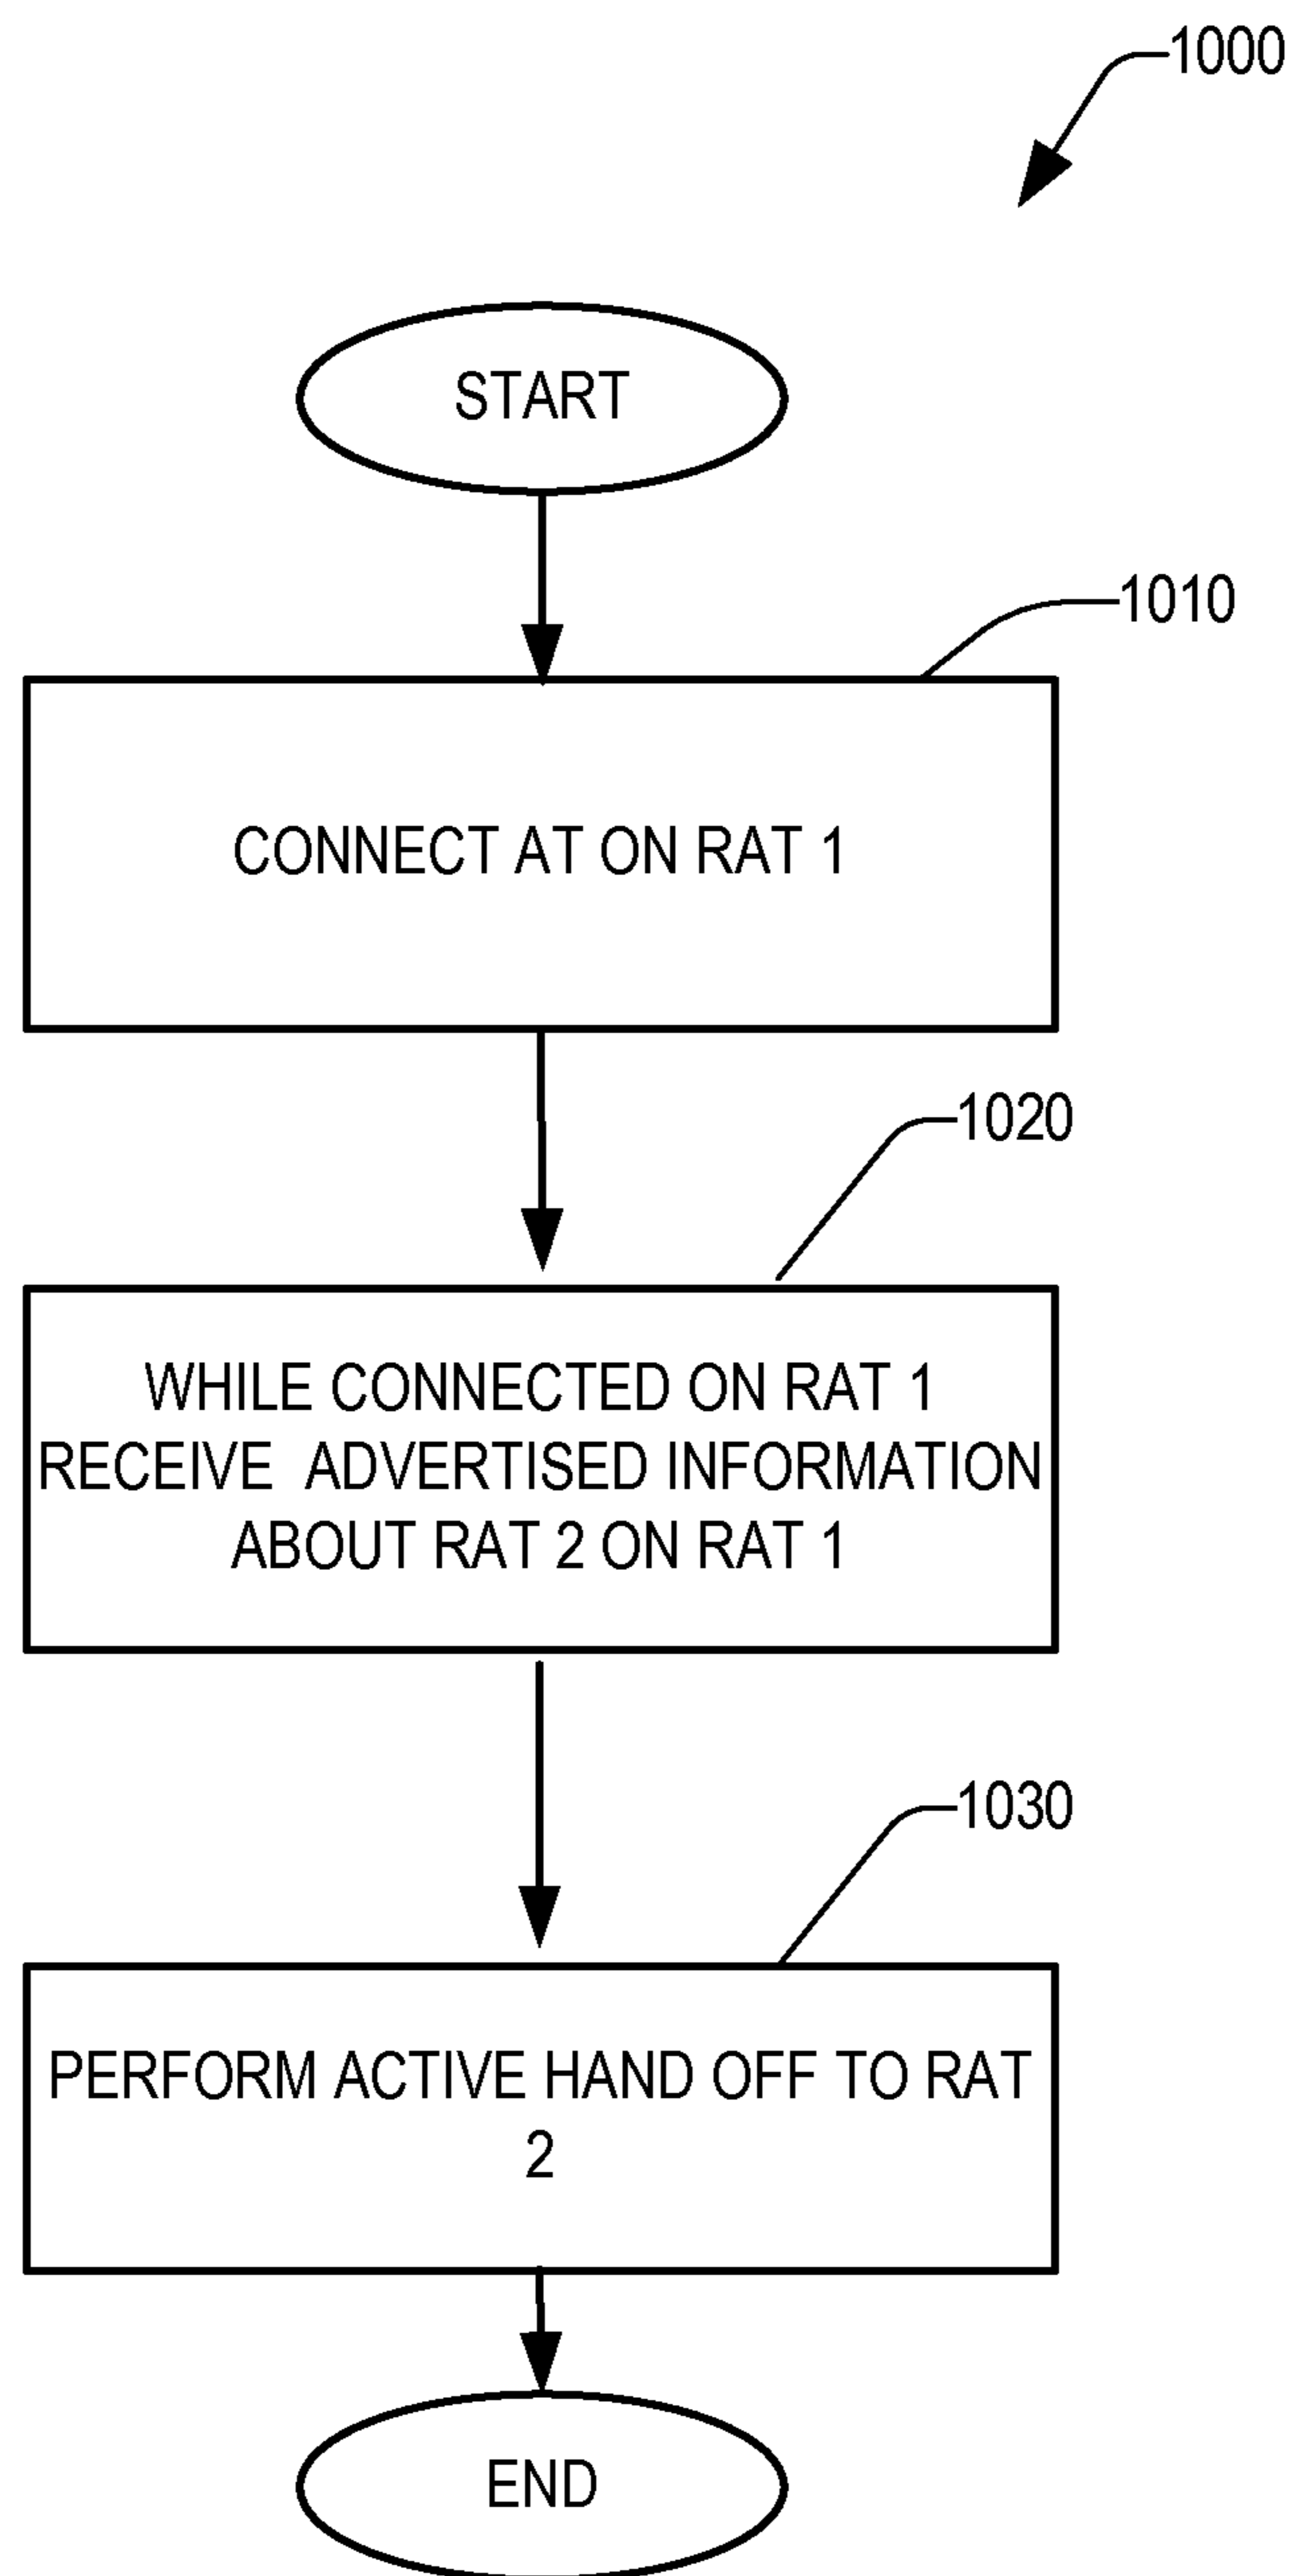 1000
START
1010
CONNECT AT ON RAT 1
1020
WHILE CONNECTED ON RAT 1
RECEIVE ADVERTISED INFORMATION
ABOUT RAT 2 ON RAT 1
1030
PERFORM ACTIVE HAND OFF TO RAT
2
END